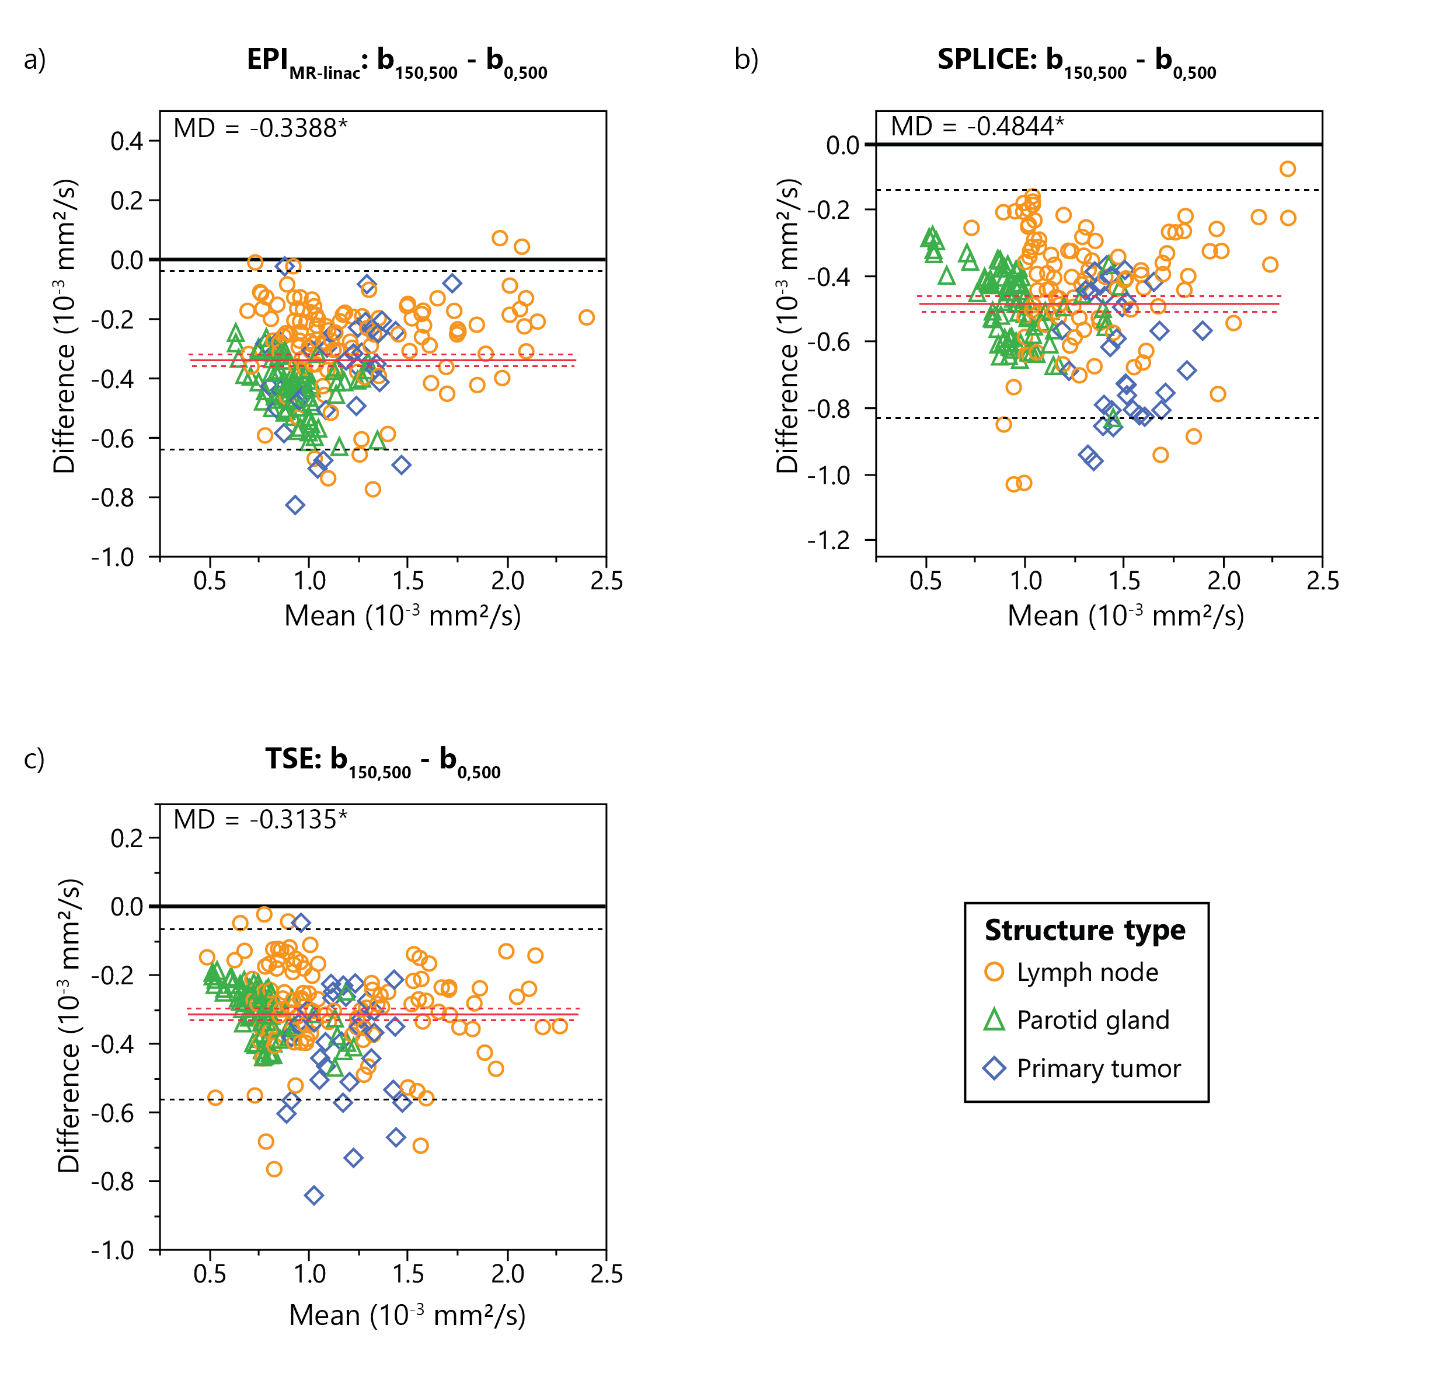 a)
EPI MR-linac: b150,500 - b0,500
MD = -0.3388*
0.4
0.2
0.0
-0.2
-0.4
-0.6
-0.8
-1.0
0.5 1.0 1.5 2.0 2.5
Difference (10-3 mm²/s)
Mean (10-3 mm²/s)
b)
SPLICE: b150,500 - b0,500
MD = -0.4844*
0.0
-0.2
-0.4
-0.6
-0.8
-1.0
-1.2
0.5 1.0 1.5 2.0 2.5
Difference (10-3 mm²/s)
Mean (10-3 mm²/s)
c)
TSE: b150,500 - b0,500
MD = -0.3135*
0.2
0.0
-0.2
-0.4
-0.6
-0.8
-1.0
0.5 1.0 1.5 2.0 2.5
Difference (10-3 mm²/s)
Mean (10-3 mm²/s)
Structure type
Lymph node
Parotid gland
Primary tumor